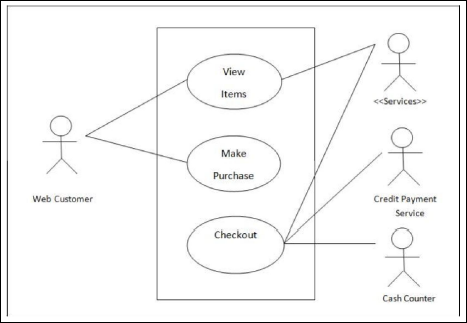 View
Items
<<Services>>
Make
Purchase
Web Customer
Credit Payment
Service
Checkout
Cash Counter